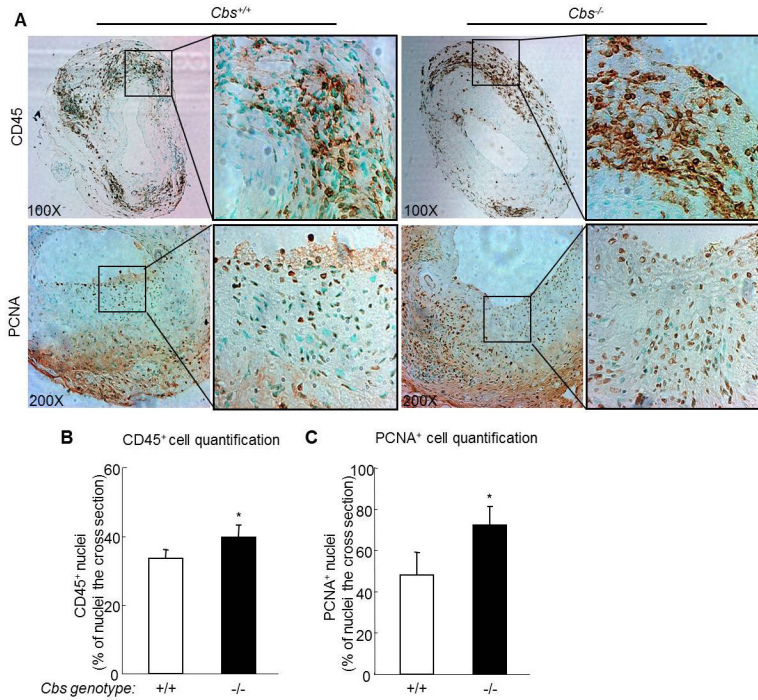 A
Cbs+/+
Cbs-/-
CD45
100X
100X
PCNA
200X
200X
B
CD45+ cell quantification
CD45+ nuclei
(% of nuclei the cross section)
60
40
20
0
+/+
-/-
*
Cbs genotype:
C
PCNA+ cell quantification
PCNA+ nuclei
(% of nuclei the cross section)
100
80
60
40
20
0
+/+
-/-
*